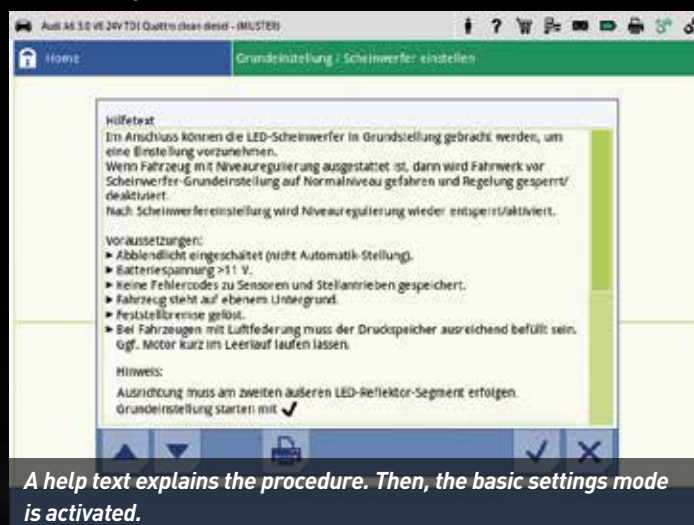 Audi A6 3.0 V6 24V TDI Quattro clean diesel - (MUSTER)
Home
Grundeinstellung / Scheinwerfer einstellen
Hilfetext
Im Anschluss können die LED-Scheinwerfer in Grundstellung gebracht werden, um
eine Einstellung vorzunehmen.
Wenn Fahrzeug mit Niveauregulierung ausgestattet ist, dann wird Fahrwerk vor
Scheinwerfer-Grundeinstellung auf Normalniveau gefahren und Regelung gesperrt/
deaktiviert.
Nach Scheinwerfereinstellung wird Niveauregulierung wieder entsperrt/aktiviert.
Voraussetzungen:
► Abblendlicht eingeschaltet (nicht Automatik-Stellung).
► Batteriespannung >11 V.
► Keine Fehlercodes zu Sensoren und Stellantrieben gespeichert.
► Fahrzeug steht auf ebenem Untergrund.
► Feststellbremse gelöst.
► Bei Fahrzeugen mit Luftfederung muss der Druckspeicher ausreichend befüllt sein.
Ggf. Motor kurz im Leerlauf laufen lassen.
Hinweis:
Ausrichtung muss am zweiten äußeren LED-Reflektor-Segment erfolgen.
Grundeinstellung starten mit ✓
A help text explains the procedure. Then, the basic settings mode
is activated.